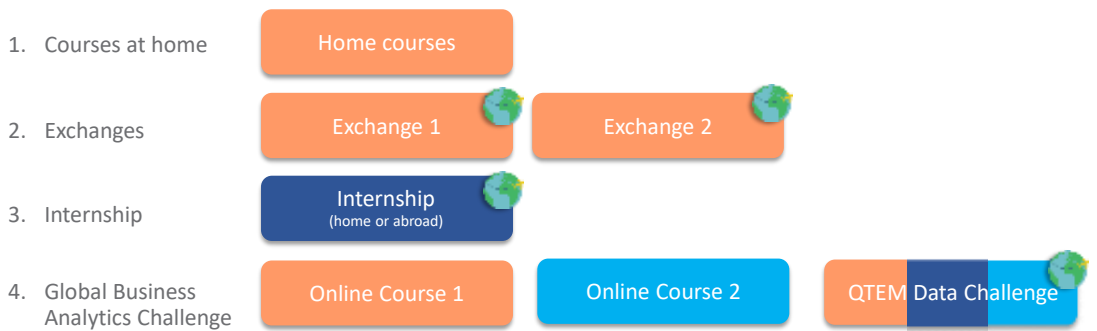 1. Courses at home
Home courses
2. Exchanges
Exchange 1
Exchange 2
3. Internship
Internship
(home or abroad)
4. Global Business
Analytics Challenge
Online Course 1
Online Course 2
QTEM Data Challenge